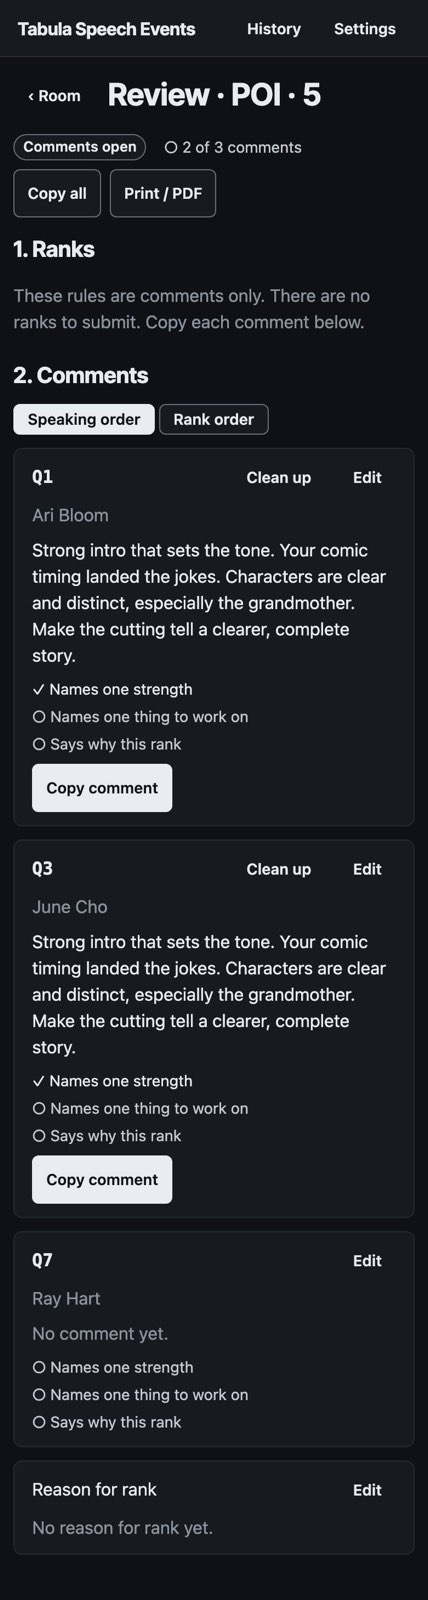 Tabula Speech Events History Settings
‹ Room Review · POI · 5
Comments open 2 of 3 comments
Copy all Print / PDF
1. Ranks
These rules are comments only. There are no
ranks to submit. Copy each comment below.
2. Comments
Speaking order Rank order
Q1 Clean up Edit
Ari Bloom
Strong intro that sets the tone. Your comic
timing landed the jokes. Characters are clear
and distinct, especially the grandmother.
Make the cutting tell a clearer, complete
story.
✓ Names one strength
Names one thing to work on
Says why this rank
Copy comment
Q3 Clean up Edit
June Cho
Strong intro that sets the tone. Your comic
timing landed the jokes. Characters are clear
and distinct, especially the grandmother.
Make the cutting tell a clearer, complete
story.
✓ Names one strength
Names one thing to work on
Says why this rank
Copy comment
Q7 Edit
Ray Hart
No comment yet.
Names one strength
Names one thing to work on
Says why this rank
Reason for rank Edit
No reason for rank yet.